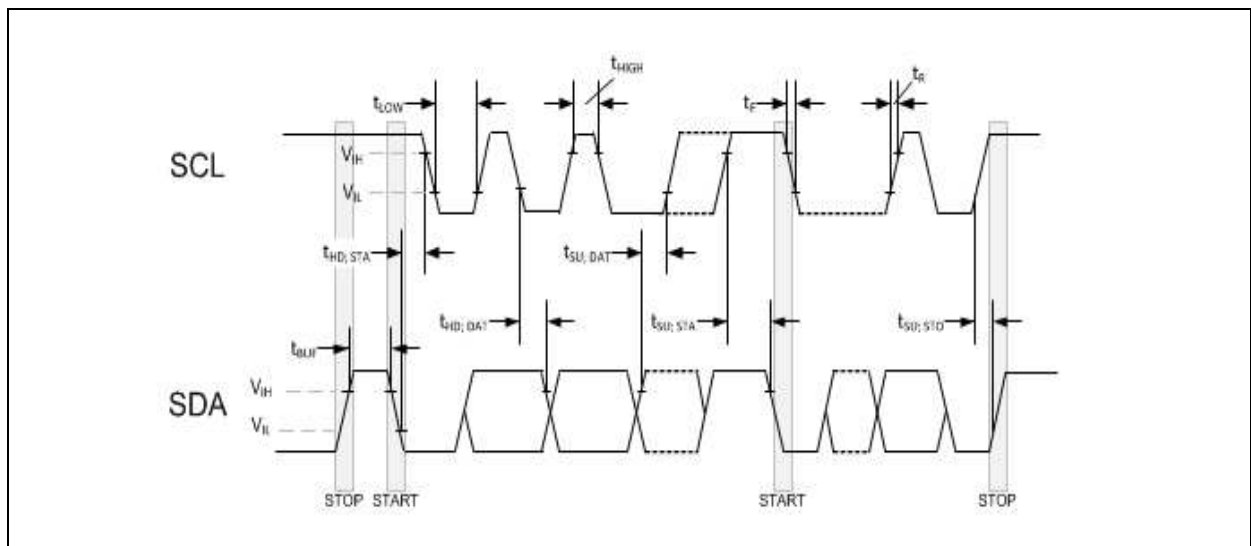 tHIGH
tR
tLOW
tF
SCL
VIH
VIL
tHD; STA
tSU; DAT
tHD; DAT
tSU; STA
tSU; STO
tBUF
VIH
SDA
VIL
STOP START START STOP